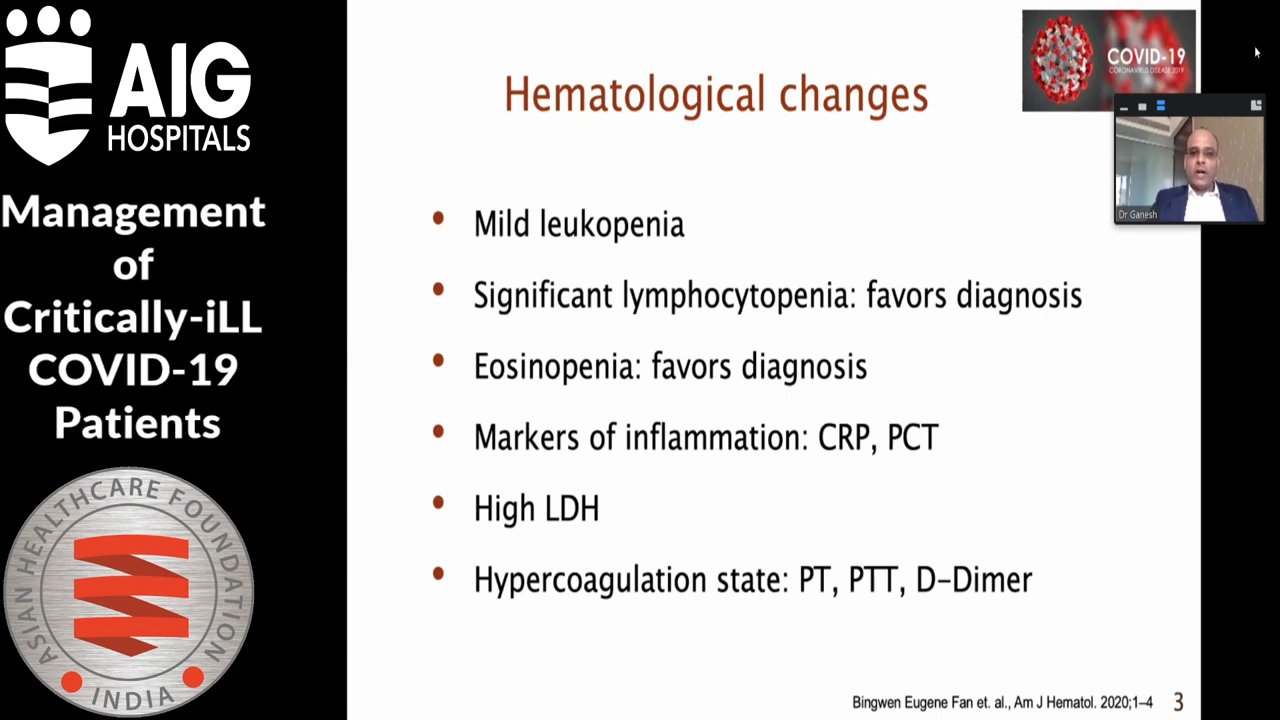 AIG
HOSPITALS
Management
of
Critically-iLL
COVID-19
Patients
ASIAN HEALTHCARE FOUNDATION
INDIA
Hematological changes
COVID-19
CORONAVIRUS DISEASE 2019
Dr Ganesh
• Mild leukopenia
• Significant lymphocytopenia: favors diagnosis
• Eosinopenia: favors diagnosis
• Markers of inflammation: CRP, PCT
• High LDH
• Hypercoagulation state: PT, PTT, D-Dimer
Bingwen Eugene Fan et. al., Am J Hematol. 2020;1–4 3